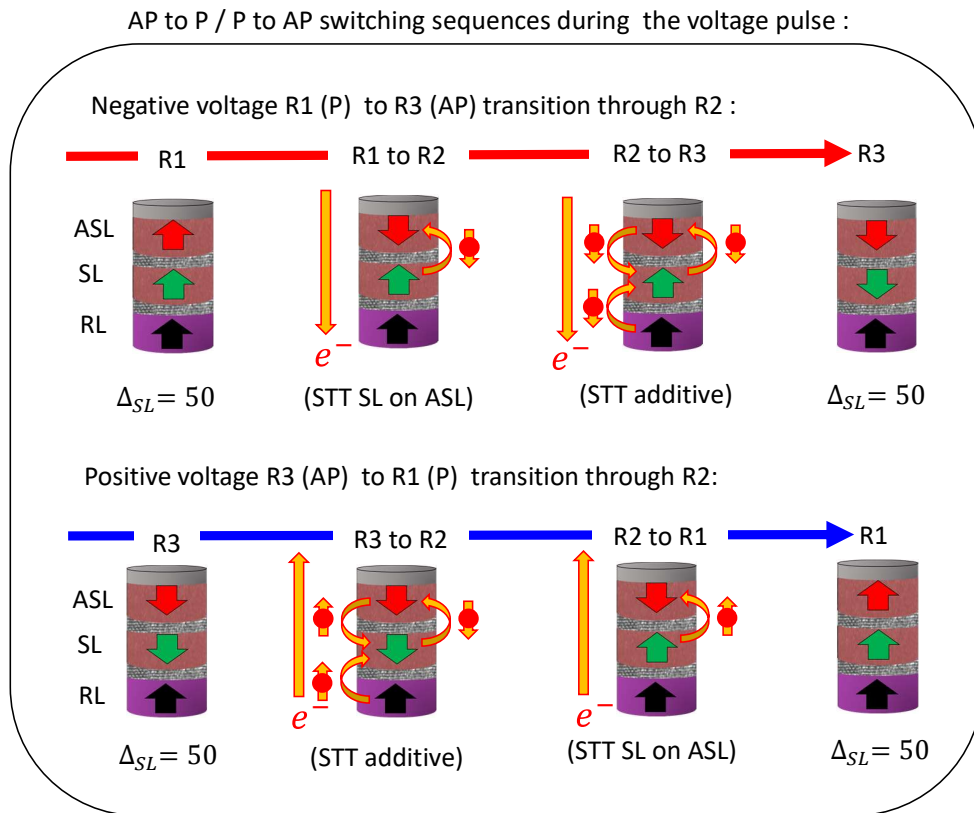 AP to P / P to AP switching sequences during the voltage pulse :
Negative voltage R1 (P) to R3 (AP) transition through R2 :
R1 R1 to R2 R2 to R3 R3
ASL
SL
RL
e⁻ e⁻
Δ_SL = 50 (STT SL on ASL) (STT additive) Δ_SL = 50
Positive voltage R3 (AP) to R1 (P) transition through R2:
R3 R3 to R2 R2 to R1 R1
ASL
SL
RL
e⁻ e⁻
Δ_SL = 50 (STT additive) (STT SL on ASL) Δ_SL = 50